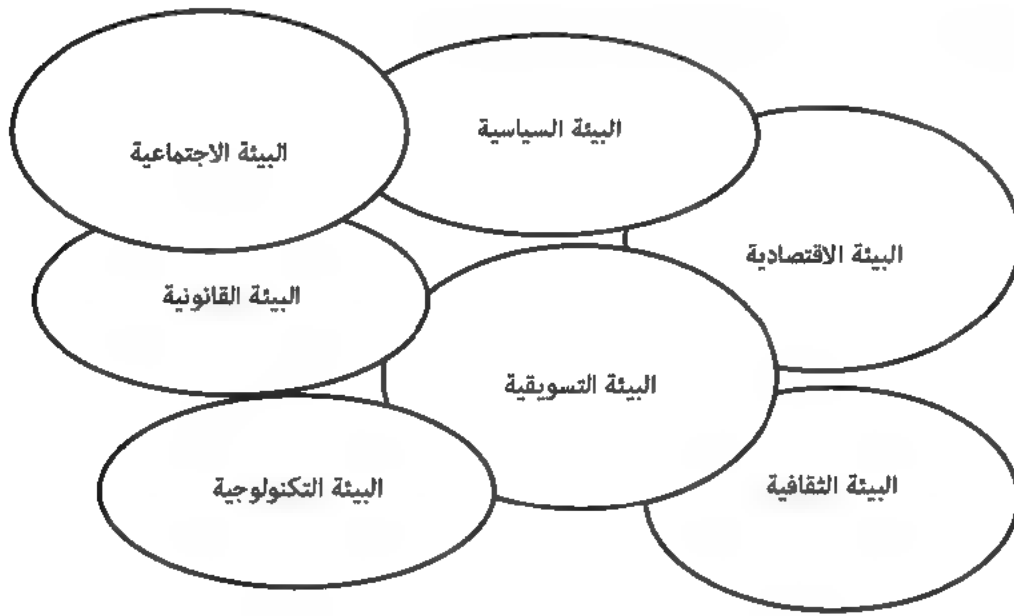 البيئة السياسية
البيئة الاجتماعية
البيئة الاقتصادية
البيئة القانونية
البيئة التسويقية
البيئة الثقافية
البيئة التكنولوجية